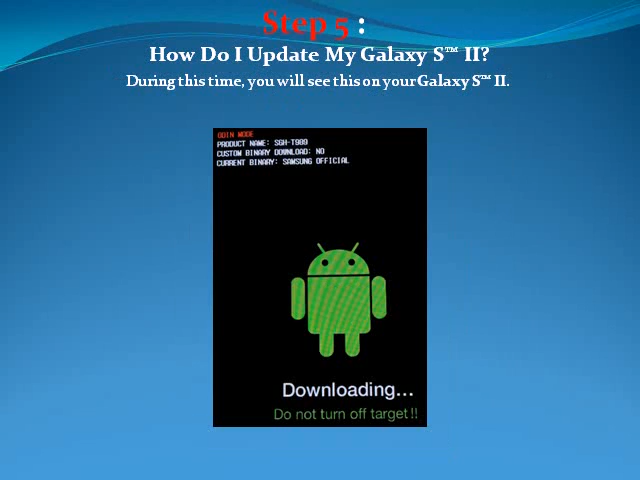 Step 5 :
How Do I Update My Galaxy S™ II?
During this time, you will see this on your Galaxy S™ II.
ODIN MODE
PRODUCT NAME: SGH-T989
CUSTOM BINARY DOWNLOAD: NO
CURRENT BINARY: SAMSUNG OFFICIAL
Downloading...
Do not turn off target!!